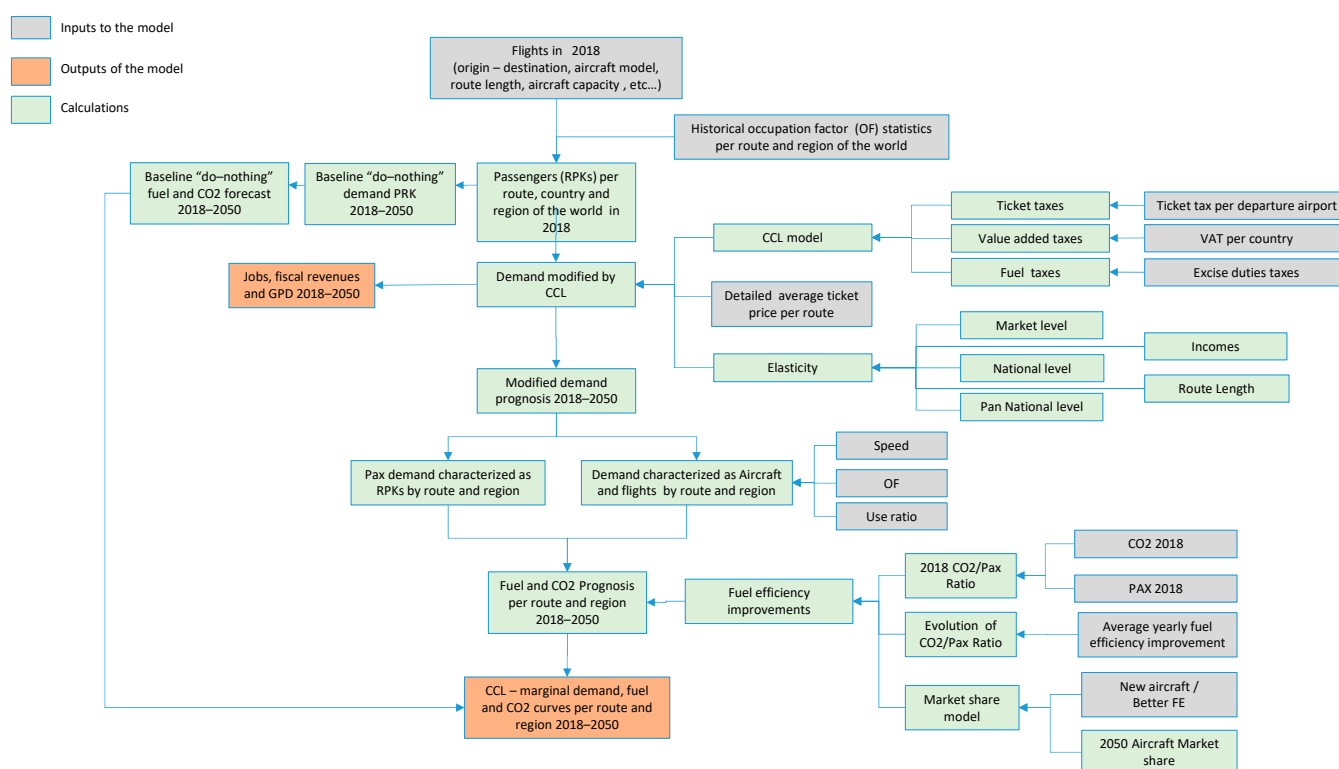 Inputs to the model
Outputs of the model
Calculations
Flights in 2018
(origin – destination, aircraft model,
route length, aircraft capacity , etc...)
Historical occupation factor (OF) statistics
per route and region of the world
Baseline “do–nothing”
fuel and CO2 forecast
2018–2050
Baseline “do–nothing”
demand PRK
2018–2050)
Passengers (RPKs) per
route, country and
region of the world in
2018
Ticket taxes
Ticket tax per departure airport
CCL model
Value added taxes
VAT per country
Fuel taxes
Excise duties taxes
Jobs, fiscal revenues
and GPD 2018–2050)
Demand modified by
CCL
Detailed average ticket
price per route
Market level
Incomes
Elasticity
National level
Route Length
Pan National level
Modified demand
prognosis 2018–2050)
Pax demand characterized as
RPKs by route and region
Demand characterized as Aircraft
and flights by route and region
Speed
OF
Use ratio
Fuel and CO2 Prognosis
per route and region
2018–2050)
Fuel efficiency
improvements
2018 CO2/Pax
Ratio
CO2 2018
PAX 2018
Evolution of
CO2/Pax Ratio
Average yearly fuel
efficiency improvement
CCL – marginal demand, fuel
and CO2 curves per route and
region 2018–2050)
Market share
model
New aircraft /
Better FE
2050 Aircraft Market
share